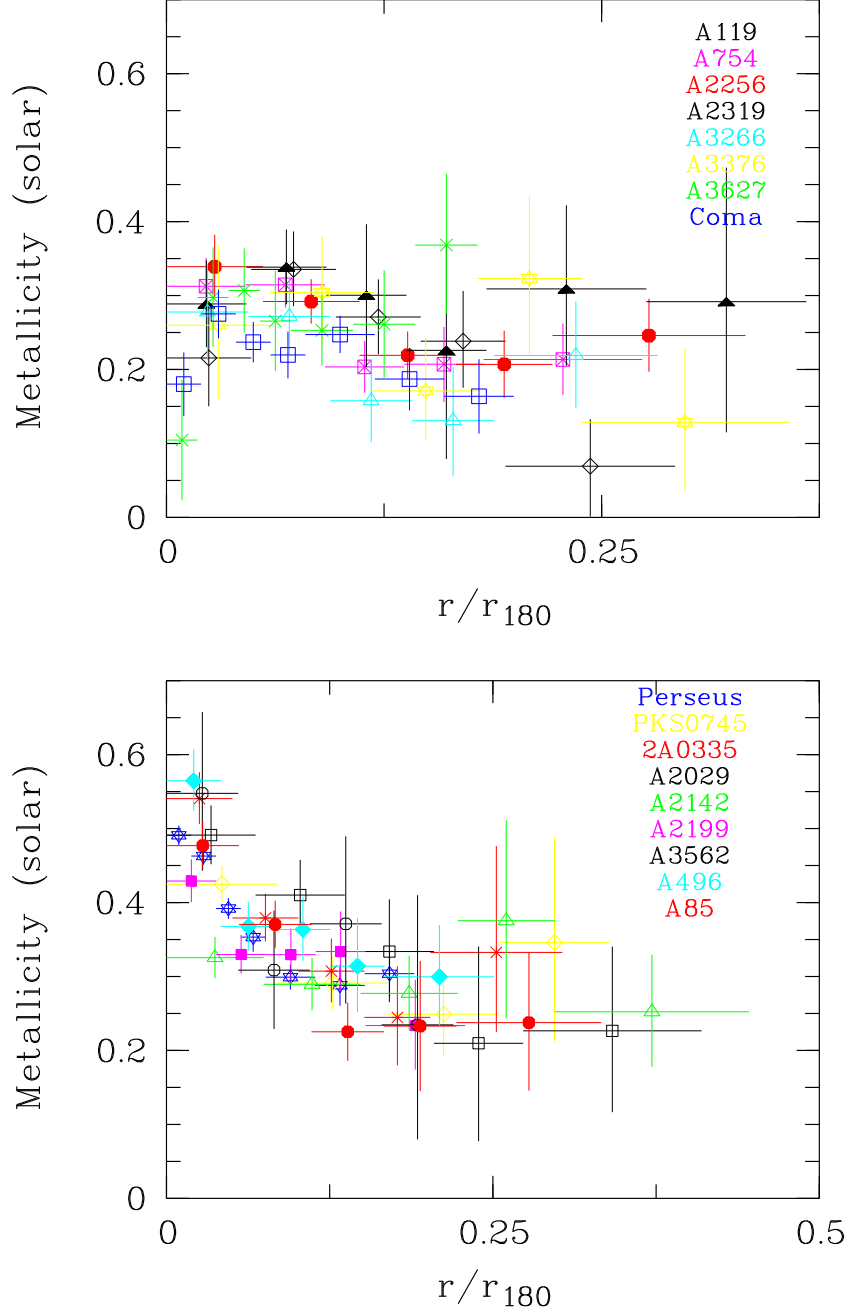 A119
A754
A2256
A2319
A3266
A3376
A3627
Coma
0.6
0.4
0.2
0
Metallicity (solar)
0 0.25
r/r180
Perseus
PKS0745
2A0335
A2029
A2142
A2199
A3562
A496
A85
0.6
0.4
0.2
0
Metallicity (solar)
0 0.25 0.5
r/r180